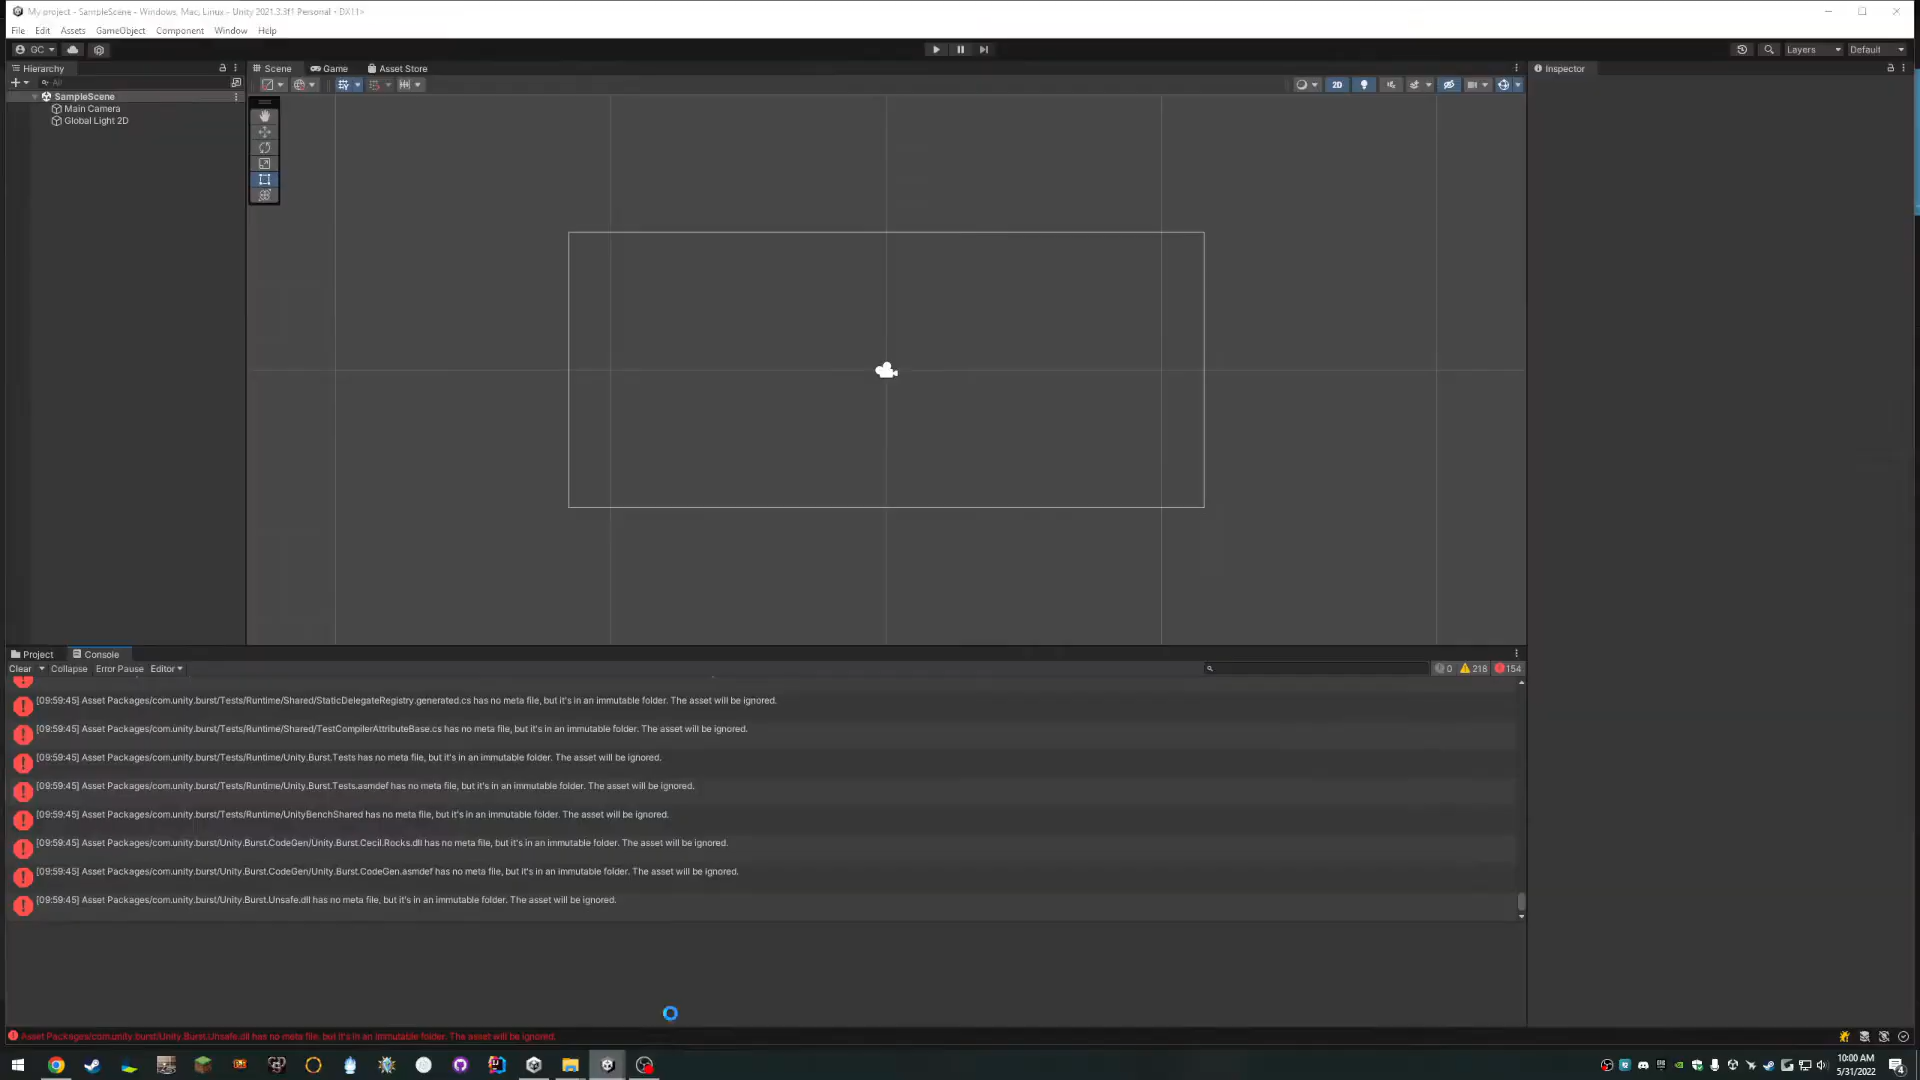 My project - SampleScene - Windows, Mac, Linux - Unity 2021.3.3f1 Personal - DX11>
File Edit Assets GameObject Component Window Help
GC Layers Default
Hierarchy Scene Game Asset Store Inspector
All 2D
SampleScene
Main Camera
Global Light 2D
Project Console
Clear Collapse Error Pause Editor 0 218 154
[09:59:45] Asset Packages/com.unity.burst/Tests/Runtime/Shared/StaticDelegateRegistry.generated.cs has no meta file, but it's in an immutable folder. The asset will be ignored.
[09:59:45] Asset Packages/com.unity.burst/Tests/Runtime/Shared/TestCompilerAttributeBase.cs has no meta file, but it's in an immutable folder. The asset will be ignored.
[09:59:45] Asset Packages/com.unity.burst/Tests/Runtime/Unity.Burst.Tests has no meta file, but it's in an immutable folder. The asset will be ignored.
[09:59:45] Asset Packages/com.unity.burst/Tests/Runtime/Unity.Burst.Tests.asmdef has no meta file, but it's in an immutable folder. The asset will be ignored.
[09:59:45] Asset Packages/com.unity.burst/Tests/Runtime/UnityBenchShared has no meta file, but it's in an immutable folder. The asset will be ignored.
[09:59:45] Asset Packages/com.unity.burst/Unity.Burst.CodeGen/Unity.Burst.Cecil.Rocks.dll has no meta file, but it's in an immutable folder. The asset will be ignored.
[09:59:45] Asset Packages/com.unity.burst/Unity.Burst.CodeGen/Unity.Burst.CodeGen.asmdef has no meta file, but it's in an immutable folder. The asset will be ignored.
[09:59:45] Asset Packages/com.unity.burst/Unity.Burst.Unsafe.dll has no meta file, but it's in an immutable folder. The asset will be ignored.
Asset Packages/com.unity.burst/Unity.Burst.Unsafe.dll has no meta file, but it's in an immutable folder. The asset will be ignored.
10:00 AM
5/31/2022
4